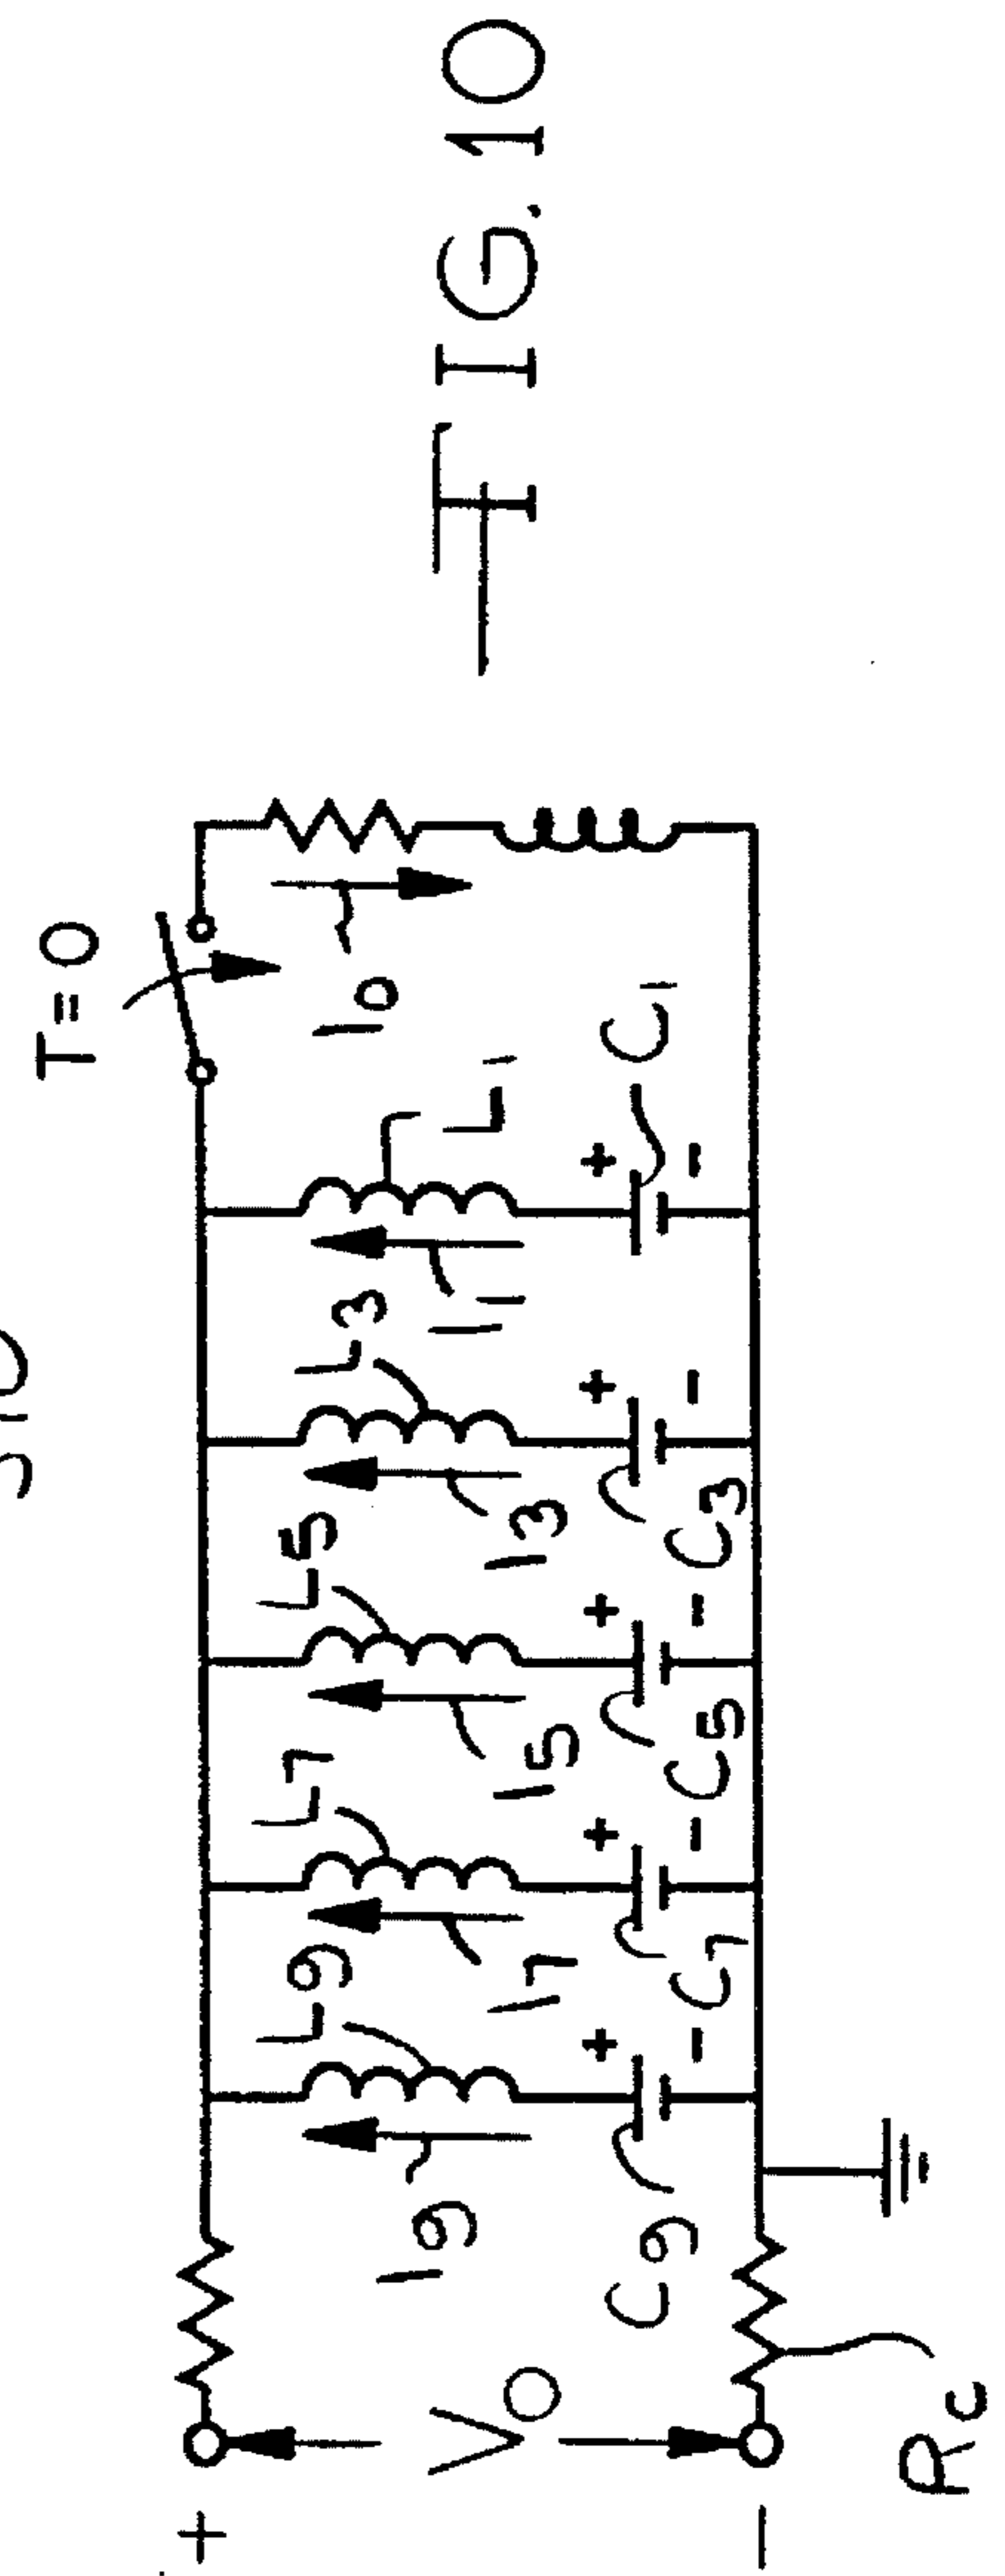 T=0
L9
L7
L5
L3
L1
I9
I7
I5
I3
I1
I0
+
Vo
−
+
−
+
−
+
−
+
−
+
−
C9
C7
C5
C3
C1
Rc
FIG.10